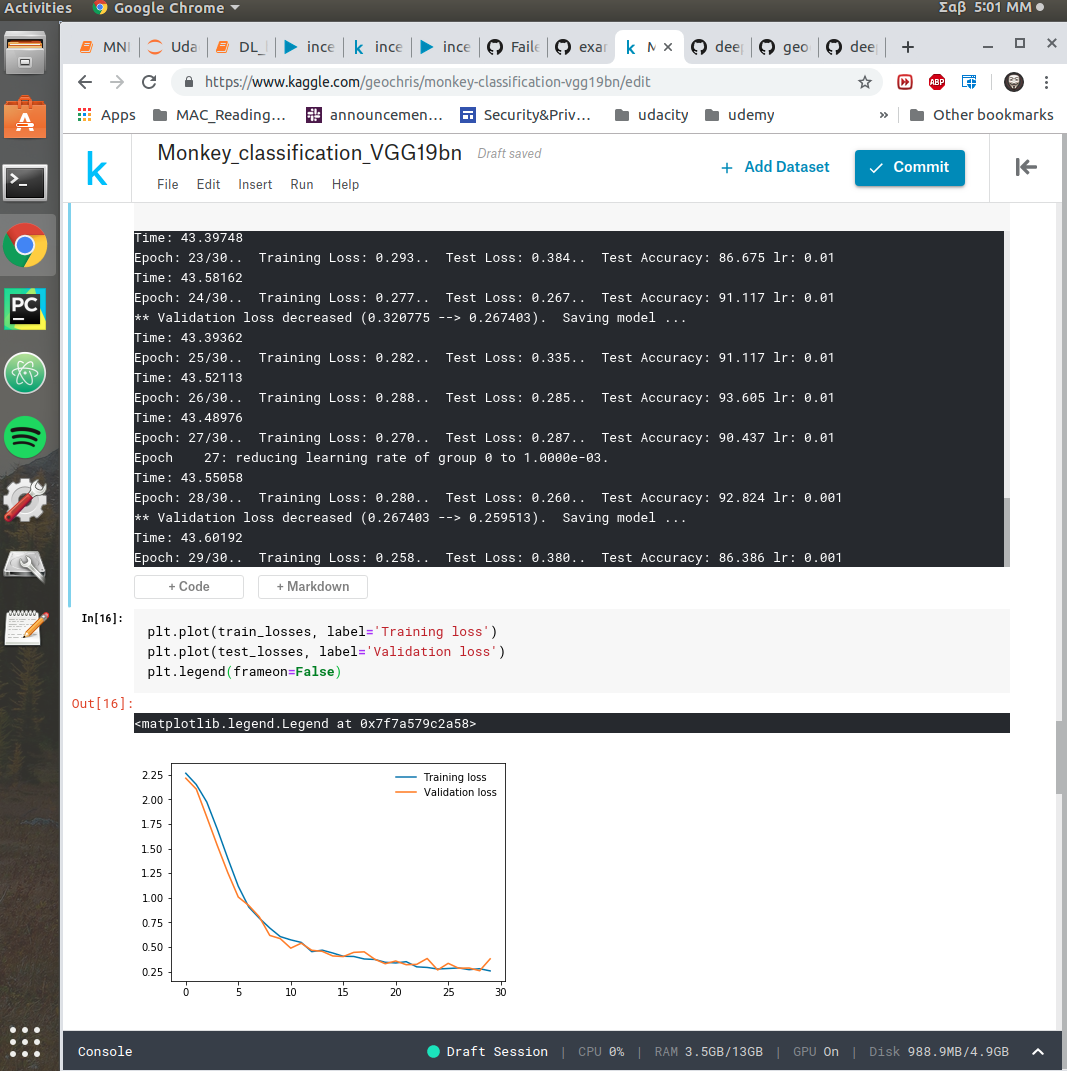 Activities Google Chrome Σαβ 5:01 MM
MNI Uda DL_ ince k ince ince Faile exar k M deep geo deep
https://www.kaggle.com/geochris/monkey-classification-vgg19bn/edit ABP
Apps MAC_Reading... announcemen... Security&Priv... udacity udemy » Other bookmarks
k Monkey_classification_VGG19bn Draft saved
+ Add Dataset Commit
File Edit Insert Run Help
Time: 43.39748
Epoch: 23/30.. Training Loss: 0.293.. Test Loss: 0.384.. Test Accuracy: 86.675 lr: 0.01
Time: 43.58162
Epoch: 24/30.. Training Loss: 0.277.. Test Loss: 0.267.. Test Accuracy: 91.117 lr: 0.01
** Validation loss decreased (0.320775 --> 0.267403). Saving model ...
Time: 43.39362
Epoch: 25/30.. Training Loss: 0.282.. Test Loss: 0.335.. Test Accuracy: 91.117 lr: 0.01
Time: 43.52113
Epoch: 26/30.. Training Loss: 0.288.. Test Loss: 0.285.. Test Accuracy: 93.605 lr: 0.01
Time: 43.48976
Epoch: 27/30.. Training Loss: 0.270.. Test Loss: 0.287.. Test Accuracy: 90.437 lr: 0.01
Epoch 27: reducing learning rate of group 0 to 1.0000e-03.
Time: 43.55058
Epoch: 28/30.. Training Loss: 0.280.. Test Loss: 0.260.. Test Accuracy: 92.824 lr: 0.001
** Validation loss decreased (0.267403 --> 0.259513). Saving model ...
Time: 43.60192
Epoch: 29/30.. Training Loss: 0.258.. Test Loss: 0.380.. Test Accuracy: 86.386 lr: 0.001
+ Code + Markdown
In[16]:
plt.plot(train_losses, label='Training loss')
plt.plot(test_losses, label='Validation loss')
plt.legend(frameon=False)
Out[16]:
<matplotlib.legend.Legend at 0x7f7a579c2a58>
Training loss
Validation loss
2.25
2.00
1.75
1.50
1.25
1.00
0.75
0.50
0.25
0 5 10 15 20 25 30
PC
Console Draft Session | CPU 0% | RAM 3.5GB/13GB | GPU On | Disk 988.9MB/4.9GB